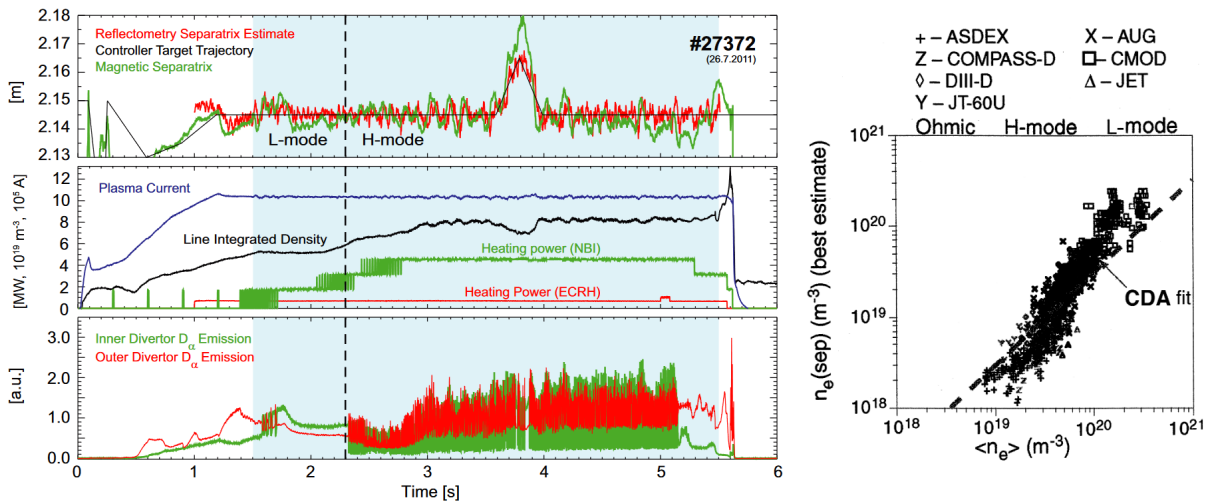 2.18
2.17
2.16
2.15
2.14
2.13
[m]
Reflectometry Separatrix Estimate
Controller Target Trajectory
Magnetic Separatrix
#27372
(26.7.2011)
L-mode
H-mode
12
10
8
6
4
2
0
[MW, 10¹⁹ m⁻³, 10⁵ A]
Plasma Current
Line Integrated Density
Heating power (NBI)
Heating Power (ECRH)
3.0
2.0
1.0
0.0
[a.u.]
Inner Divertor Dα Emission
Outer Divertor Dα Emission
0 1 2 3 4 5 6
Time [s]
+ – ASDEX
Z – COMPASS-D
◊ – DIII-D
Y – JT-60U
X – AUG
□ – CMOD
△ – JET
Ohmic H-mode L-mode
10²¹
10²⁰
10¹⁹
10¹⁸
nₑ(sep) (m⁻³) (best estimate)
CDA fit
10¹⁸ 10¹⁹ 10²⁰ 10²¹
<nₑ> (m⁻³)